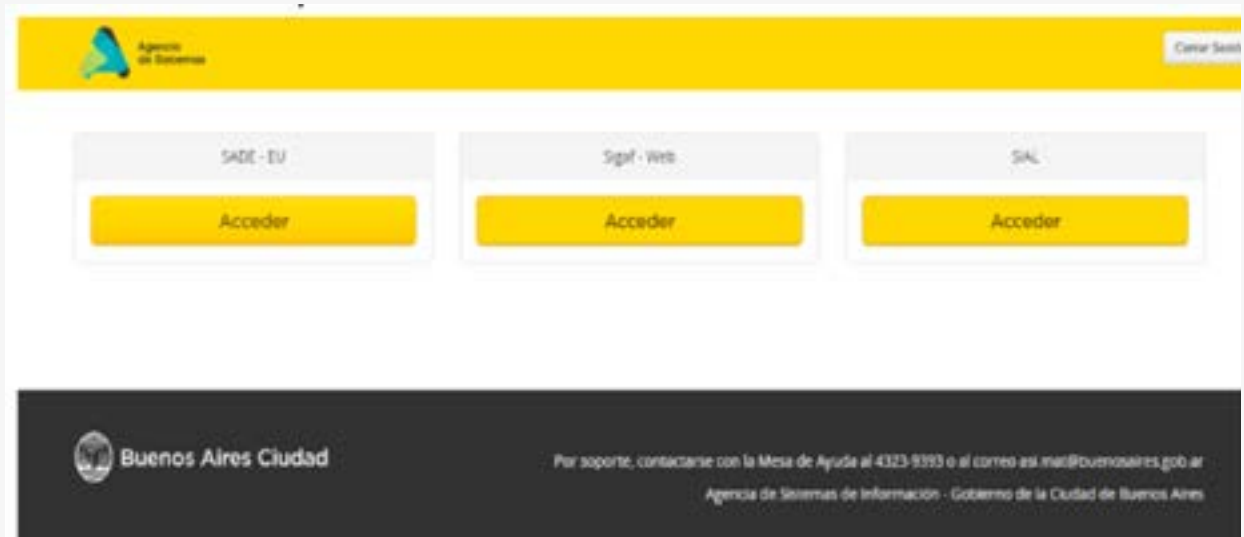 Agencia
de Sistemas
Cerrar Sesió
SADE - EU
Sigaf - Web
SIAL
Acceder
Acceder
Acceder
Buenos Aires Ciudad
Por soporte, contactarse con la Mesa de Ayuda al 4323-9393 o al correo asi.mat@buenosaires.gob.ar
Agencia de Sistemas de Información - Gobierno de la Ciudad de Buenos Aires